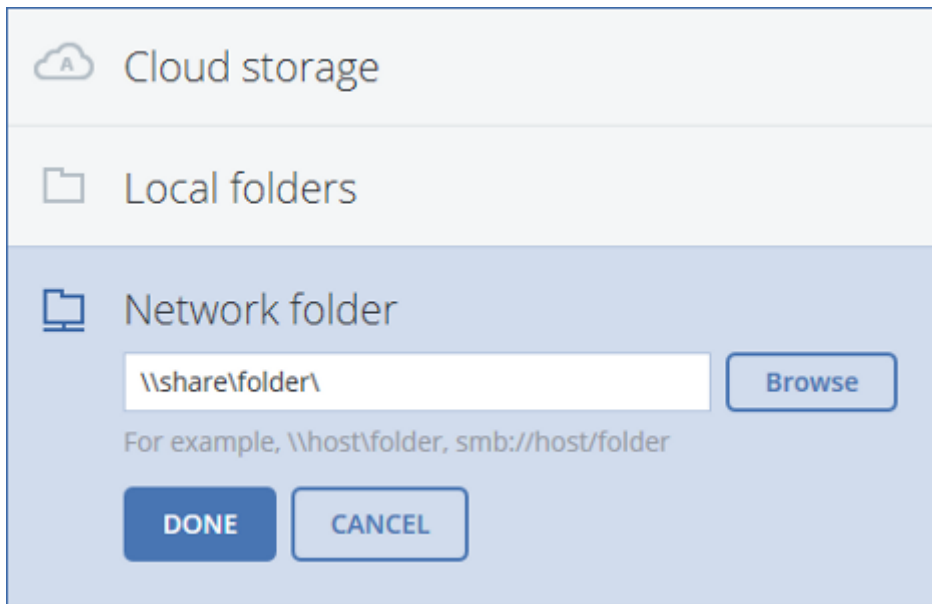 A
Cloud storage
Local folders
Network folder
\\share\folder\
Browse
For example, \\host\folder, smb://host/folder
DONE
CANCEL